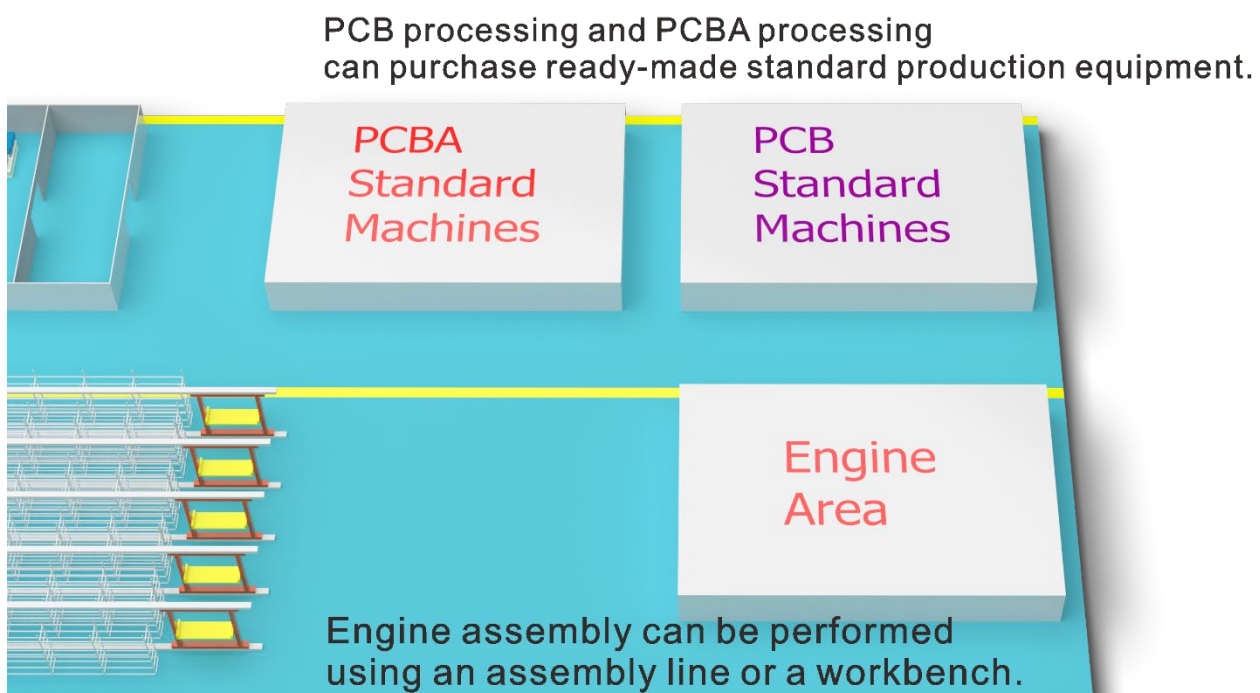 PCB processing and PCBA processing
can purchase ready-made standard production equipment.
PCBA
Standard
Machines
PCB
Standard
Machines
Engine
Area
Engine assembly can be performed
using an assembly line or a workbench.